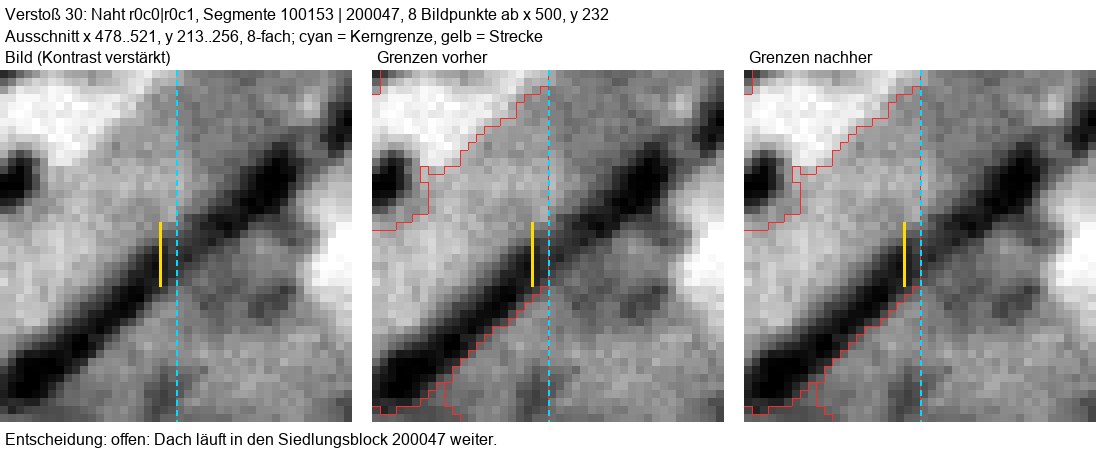 Verstoß 30: Naht r0c0|r0c1, Segmente 100153 | 200047, 8 Bildpunkte ab x 500, y 232
Ausschnitt x 478..521, y 213..256, 8-fach; cyan = Kerngrenze, gelb = Strecke
Bild (Kontrast verstärkt) Grenzen vorher Grenzen nachher
Entscheidung: offen: Dach läuft in den Siedlungsblock 200047 weiter.